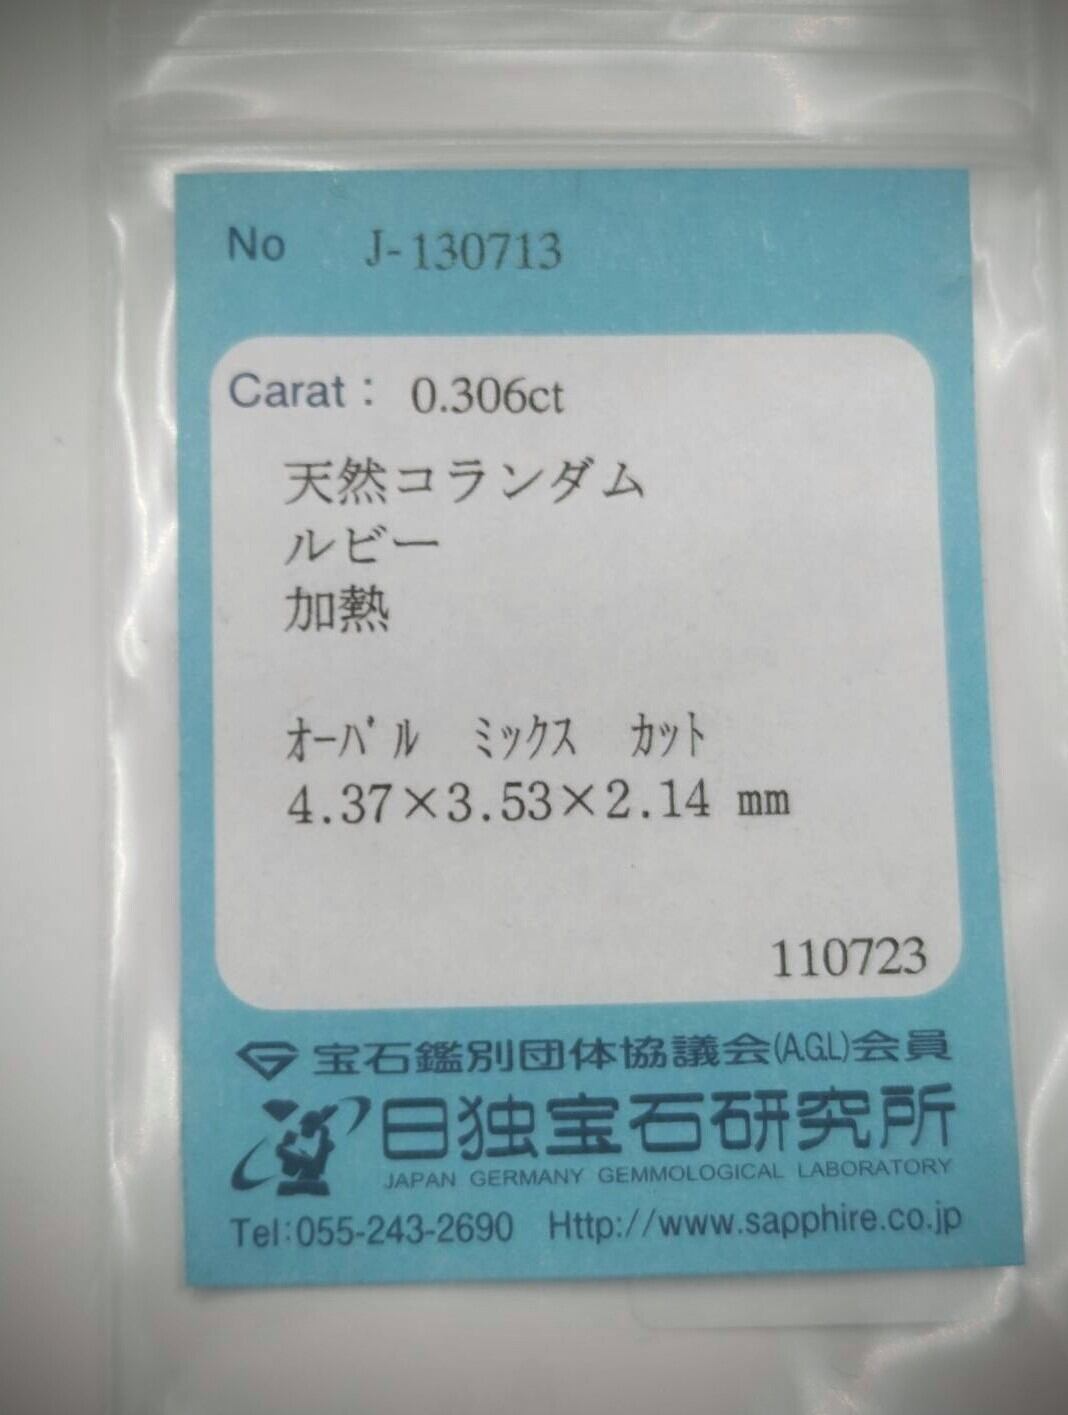 No J-130713
Carat: 0.306ct
天然コランダム
ルビー
加熱
ｵｰﾊﾞﾙ ﾐｯｸｽ ｶｯﾄ
4.37×3.53×2.14 mm
110723
宝石鑑別団体協議会(A.G.L)会員
日独宝石研究所
JAPAN GERMANY GEMMOLOGICAL LABORATORY
Tel:055-243-2690 Http://www.sapphire.co.jp